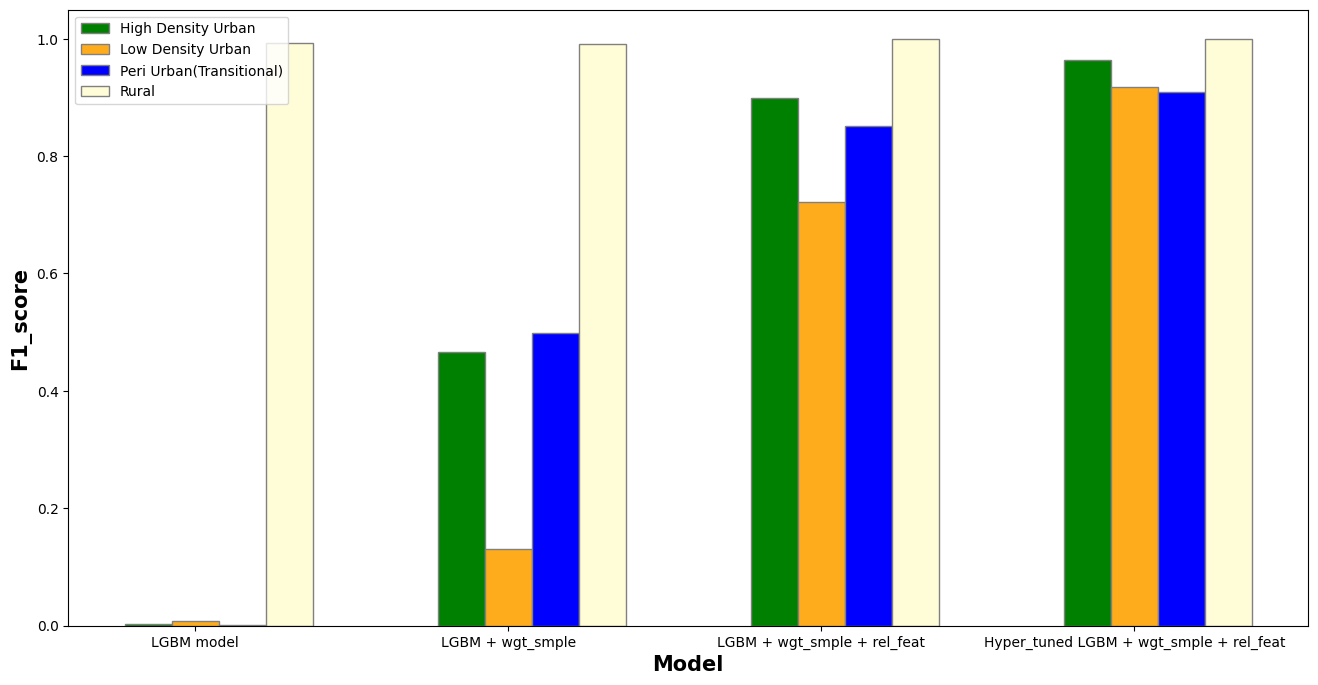 High Density Urban
Low Density Urban
Peri Urban(Transitional)
Rural
F1_score
1.0
0.8
0.6
0.4
0.2
0.0
LGBM model
LGBM + wgt_smple
LGBM + wgt_smple + rel_feat
Hyper_tuned LGBM + wgt_smple + rel_feat
Model